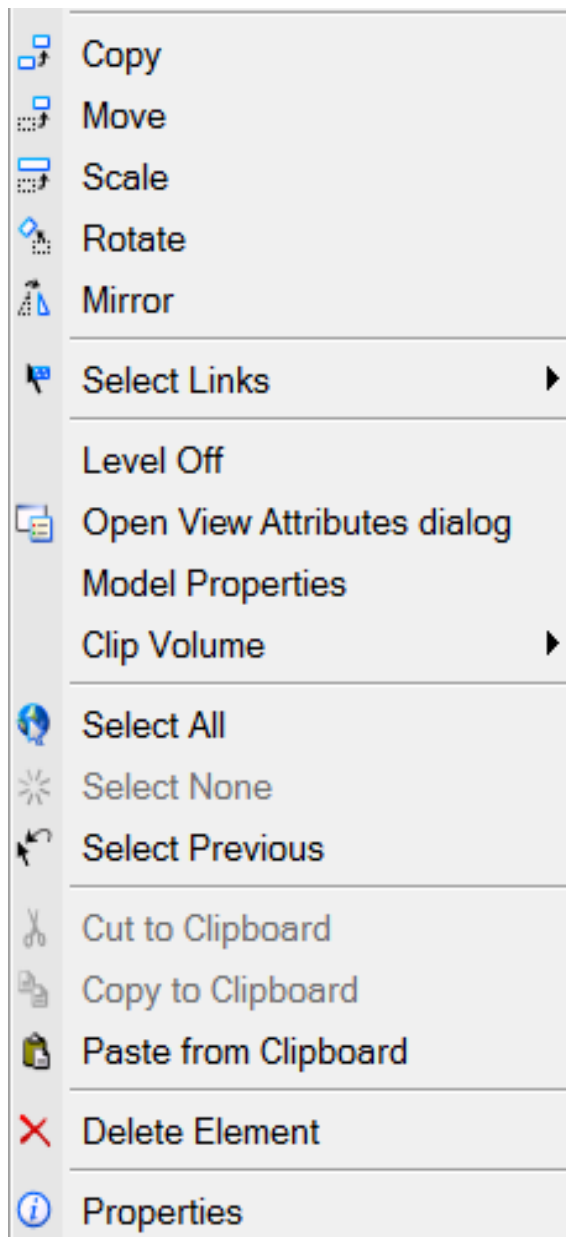 Copy
Move
Scale
Rotate
Mirror
Select Links
Level Off
Open View Attributes dialog
Model Properties
Clip Volume
Select All
Select None
Select Previous
Cut to Clipboard
Copy to Clipboard
Paste from Clipboard
Delete Element
Properties